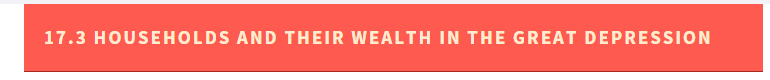 17.3 HOUSEHOLDS AND THEIR WEALTH IN THE GREAT DEPRESSION